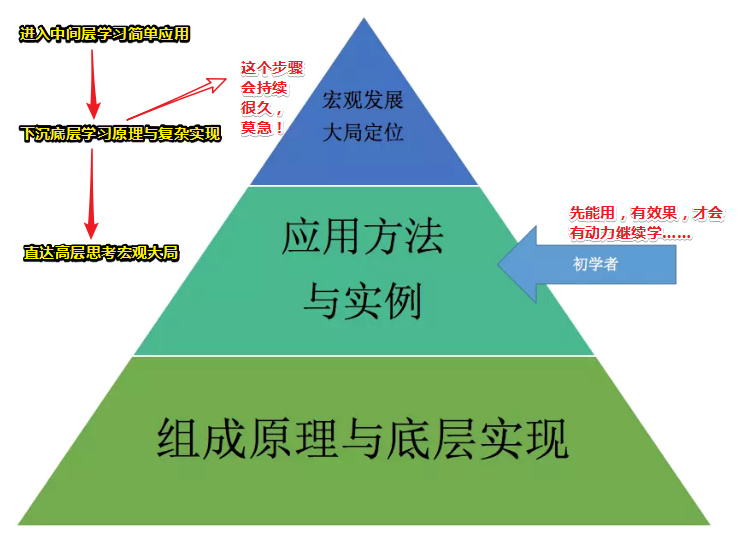 进入中间层学习简单应用
下沉底层学习原理与复杂实现
直达高层思考宏观大局
这个步骤
会持续
很久，
莫急！
宏观发展
大局定位
应用方法
与实例
先能用，有效果，才会
有动力继续学……
初学者
组成原理与底层实现